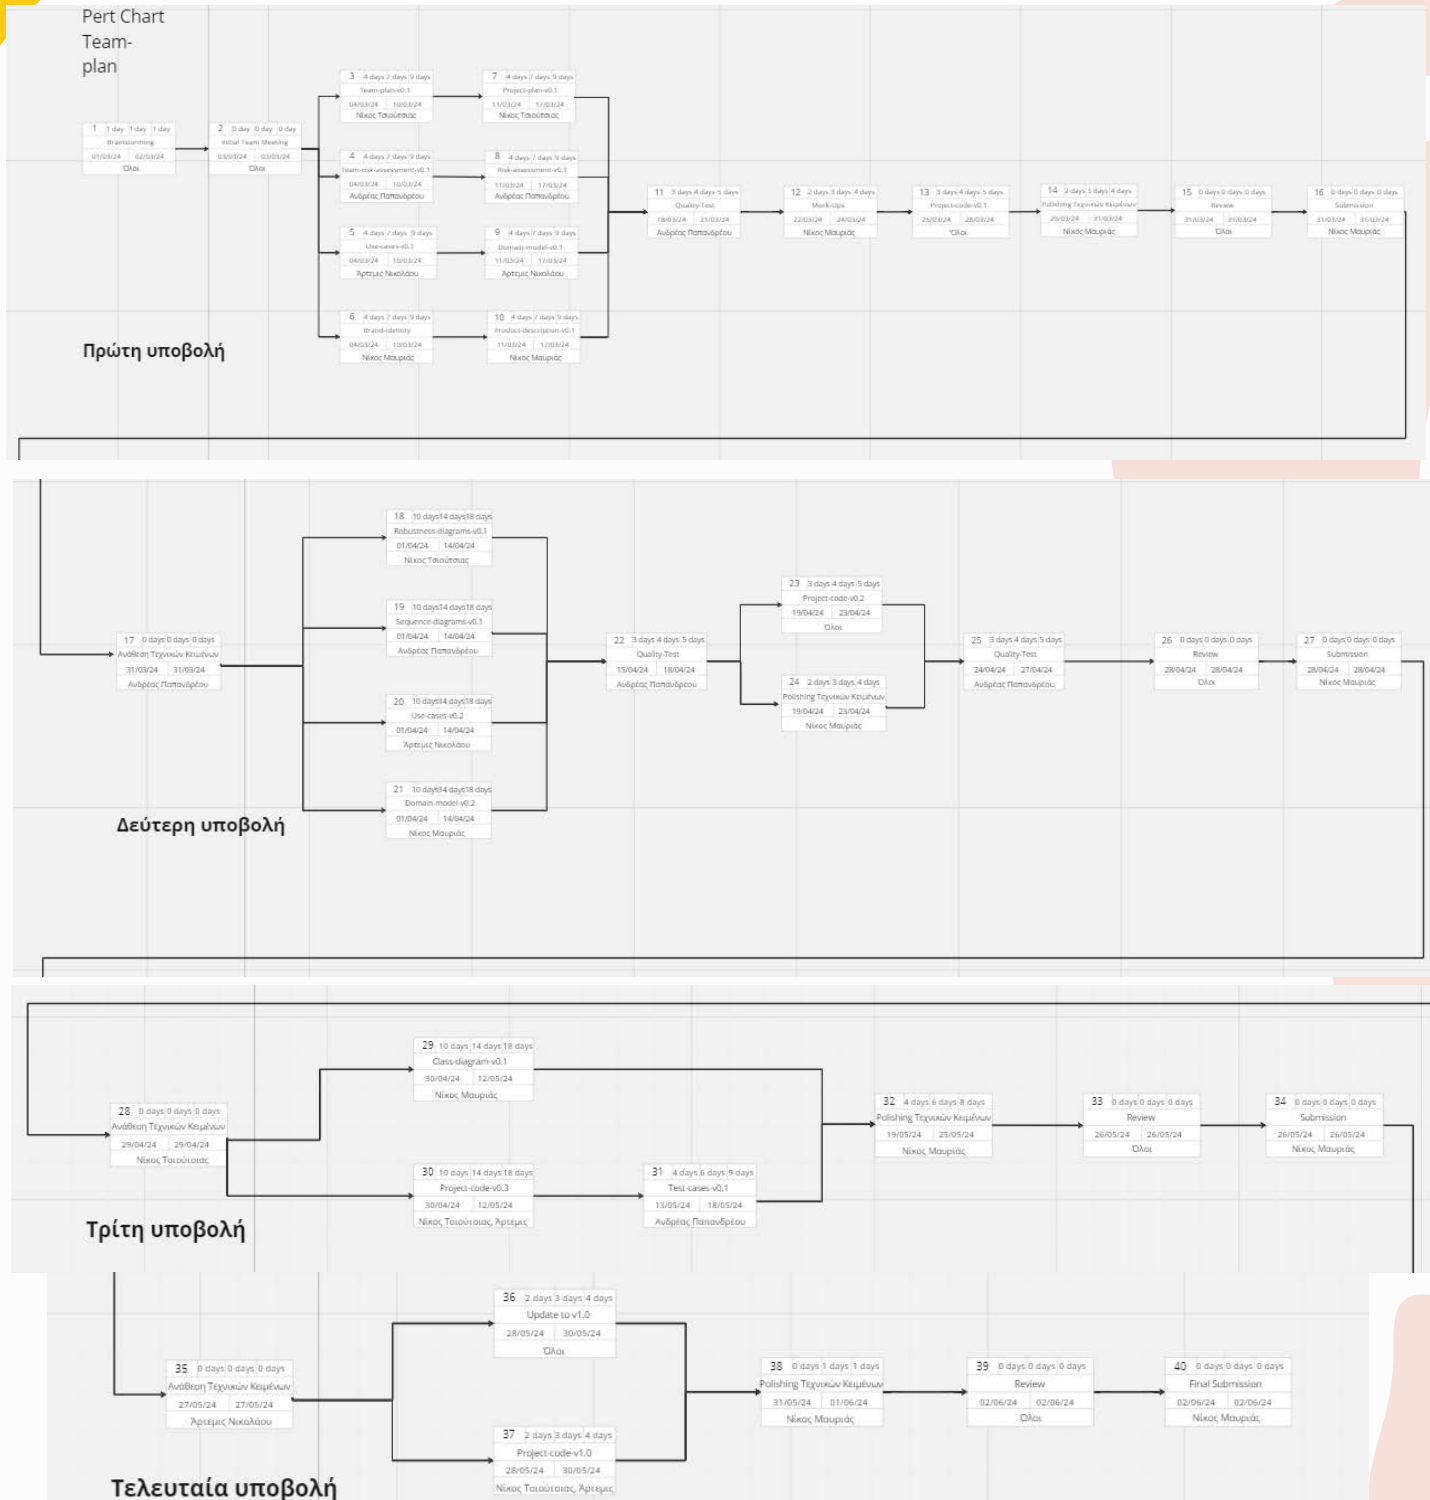 Pert Chart
Team-
plan
1 1 day 1 day 1 day
Brainstorming
01/03/24 02/03/24
Όλοι
2 0 day 0 day 0 day
Initial Team Meeting
03/03/24 03/03/24
Όλοι
3 4 days 7 days 9 days
Team-plan-v0.1
04/03/24 10/03/24
Νίκος Τσιούτσιας
7 4 days 7 days 9 days
Project-plan-v0.1
11/03/24 17/03/24
Νίκος Τσιούτσιας
4 4 days 7 days 9 days
Team-risk-assessment-v0.1
04/03/24 10/03/24
Ανδρέας Παπανδρέου
8 4 days 7 days 9 days
Risk-assessment-v0.1
11/03/24 17/03/24
Ανδρέας Παπανδρέου
5 4 days 7 days 9 days
Use-cases-v0.1
04/03/24 10/03/24
Άρτεμις Νικολάου
9 4 days 7 days 9 days
Domain-model-v0.1
11/03/24 17/03/24
Άρτεμις Νικολάου
6 4 days 7 days 9 days
Brand-identity
04/03/24 10/03/24
Νίκος Μαυριάς
10 4 days 7 days 9 days
Product-description-v0.1
11/03/24 17/03/24
Νίκος Μαυριάς
11 3 days 4 days 5 days
Quality-Test
18/03/24 21/03/24
Ανδρέας Παπανδρέου
12 2 days 3 days 4 days
Mock-Ups
22/03/24 24/03/24
Νίκος Μαυριάς
13 3 days 4 days 5 days
Project-code-v0.1
25/03/24 28/03/24
Όλοι
14 2 days 3 days 4 days
Polishing Τεχνικών Κειμένων
31/03/24
Νίκος Μαυριάς
15 0 days 0 days 0 days
Review
31/03/24 31/03/24
Όλοι
16 0 days 0 days 0 days
Submission
31/03/24 31/03/24
Νίκος Μαυριάς
Πρώτη υποβολή
17 0 days 0 days 0 days
Ανάθεση Τεχνικών Κειμένων
31/03/24 31/03/24
Ανδρέας Παπανδρέου
18 10 days 14 days 18 days
Robustness-diagrams-v0.1
01/04/24 14/04/24
Νίκος Τσιούτσιας
19 10 days 14 days 18 days
Sequence-diagrams-v0.1
01/04/24 14/04/24
Ανδρέας Παπανδρέου
20 10 days 14 days 18 days
Use-cases-v0.2
01/04/24 14/04/24
Άρτεμις Νικολάου
21 10 days 14 days 18 days
Domain-model-v0.2
01/04/24 14/04/24
Νίκος Μαυριάς
22 3 days 4 days 5 days
Quality-Test
15/04/24 18/04/24
Ανδρέας Παπανδρέου
23 3 days 4 days 5 days
Project-code-v0.2
19/04/24 23/04/24
Όλοι
24 2 days 3 days 4 days
Polishing Τεχνικών Κειμένων
19/04/24 23/04/24
Νίκος Μαυριάς
25 3 days 4 days 5 days
Quality-Test
24/04/24 27/04/24
Ανδρέας Παπανδρέου
26 0 days 0 days 0 days
Review
28/04/24 28/04/24
Όλοι
27 0 days 0 days 0 days
Submission
28/04/24 28/04/24
Νίκος Μαυριάς
Δεύτερη υποβολή
28 0 days 0 days 0 days
Ανάθεση Τεχνικών Κειμένων
29/04/24 29/04/24
Νίκος Τσιούτσιας
29 10 days 14 days 18 days
Class-diagram-v0.1
30/04/24 12/05/24
Νίκος Μαυριάς
30 10 days 14 days 18 days
Project-code-v0.3
30/04/24 12/05/24
Νίκος Τσιούτσιας, Άρτεμις
31 4 days 6 days 9 days
Test-cases-v0.1
13/05/24 18/05/24
Ανδρέας Παπανδρέου
32 4 days 6 days 8 days
Polishing Τεχνικών Κειμένων
19/05/24 25/05/24
Νίκος Μαυριάς
33 0 days 0 days 0 days
Review
26/05/24 26/05/24
Όλοι
34 0 days 0 days 0 days
Submission
26/05/24 26/05/24
Νίκος Μαυριάς
Τρίτη υποβολή
35 0 days 0 days 0 days
Ανάθεση Τεχνικών Κειμένων
27/05/24 27/05/24
Άρτεμις Νικολάου
36 2 days 3 days 4 days
Update to v1.0
28/05/24 30/05/24
Όλοι
37 2 days 3 days 4 days
Project-code-v1.0
28/05/24 30/05/24
Νίκος Τσιούτσιας, Άρτεμις
38 0 days 1 days 1 days
Polishing Τεχνικών Κειμένων
31/05/24 01/06/24
Νίκος Μαυριάς
39 0 days 0 days 0 days
Review
02/06/24 02/06/24
Όλοι
40 0 days 0 days 0 days
Final Submission
02/06/24 02/06/24
Νίκος Μαυριάς
Τελευταία υποβολή